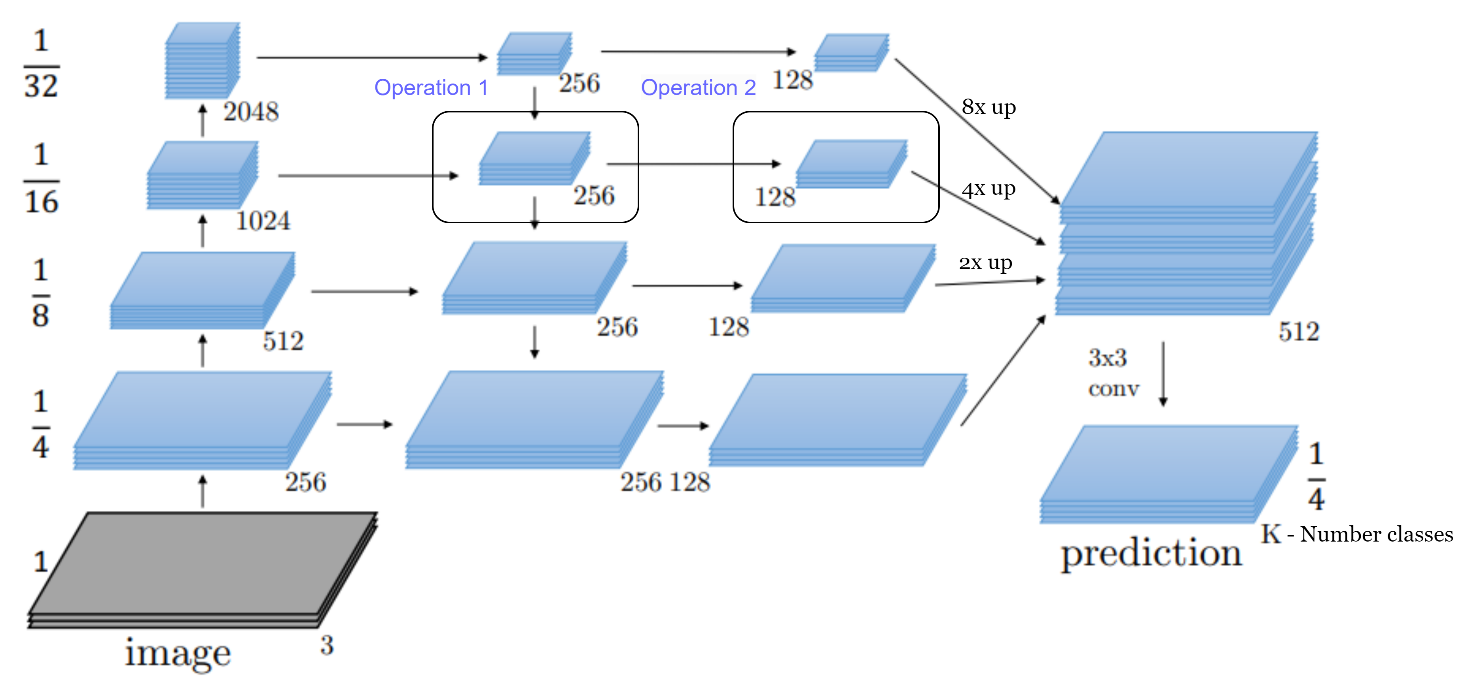 1
32
2048
Operation 1
256
Operation 2
128
8x up
1
16
1024
256
128
4x up
1
8
512
256
128
2x up
512
3x3
conv
1
4
256
256
128
1
4
K - Number classes
prediction
1
image
3